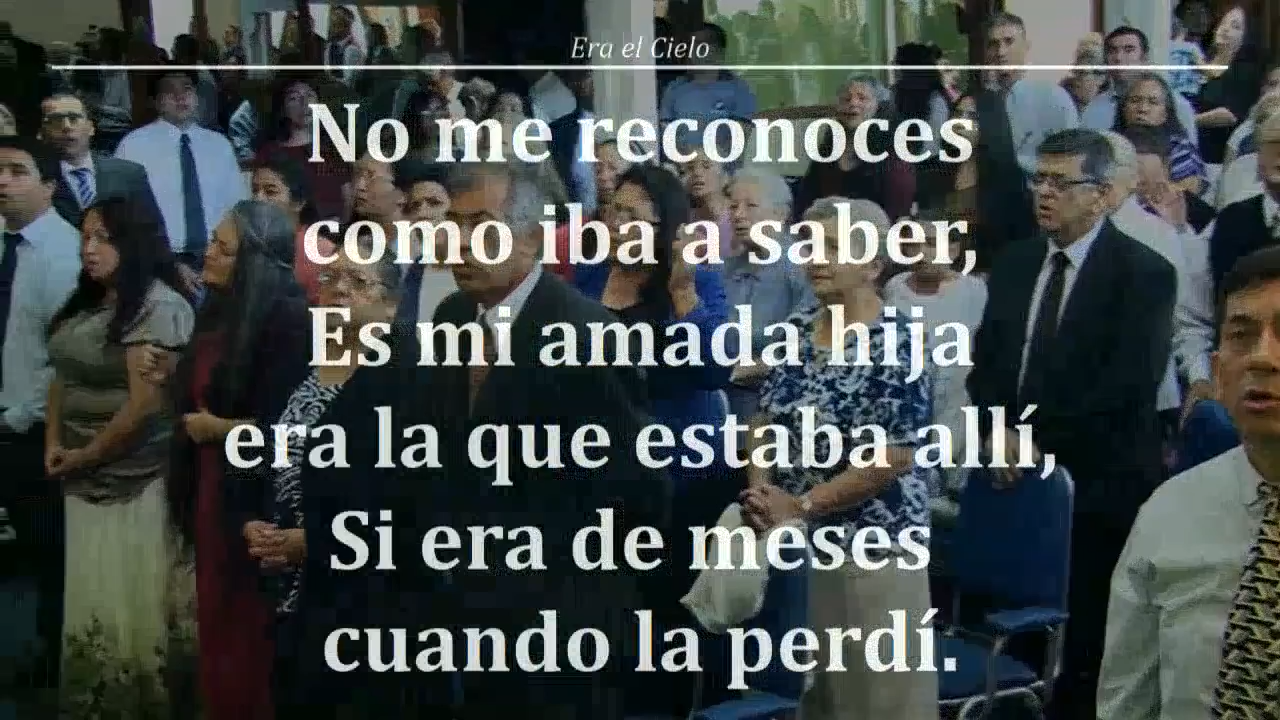 Era el Cielo
No me reconoces
como iba a saber,
Es mi amada hija
era la que estaba allí,
Si era de meses
cuando la perdí.